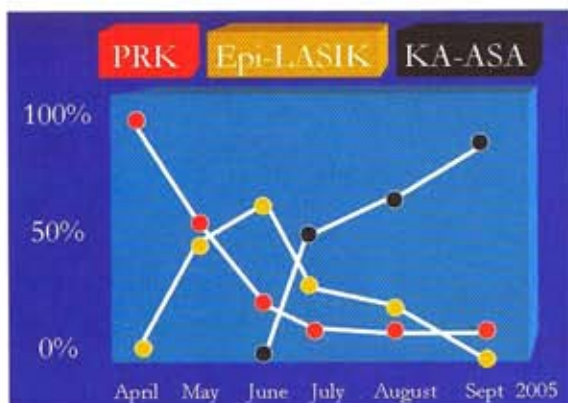 PRK Epi-LASIK KA-ASA
100%
50%
0%
April May June July August Sept 2005